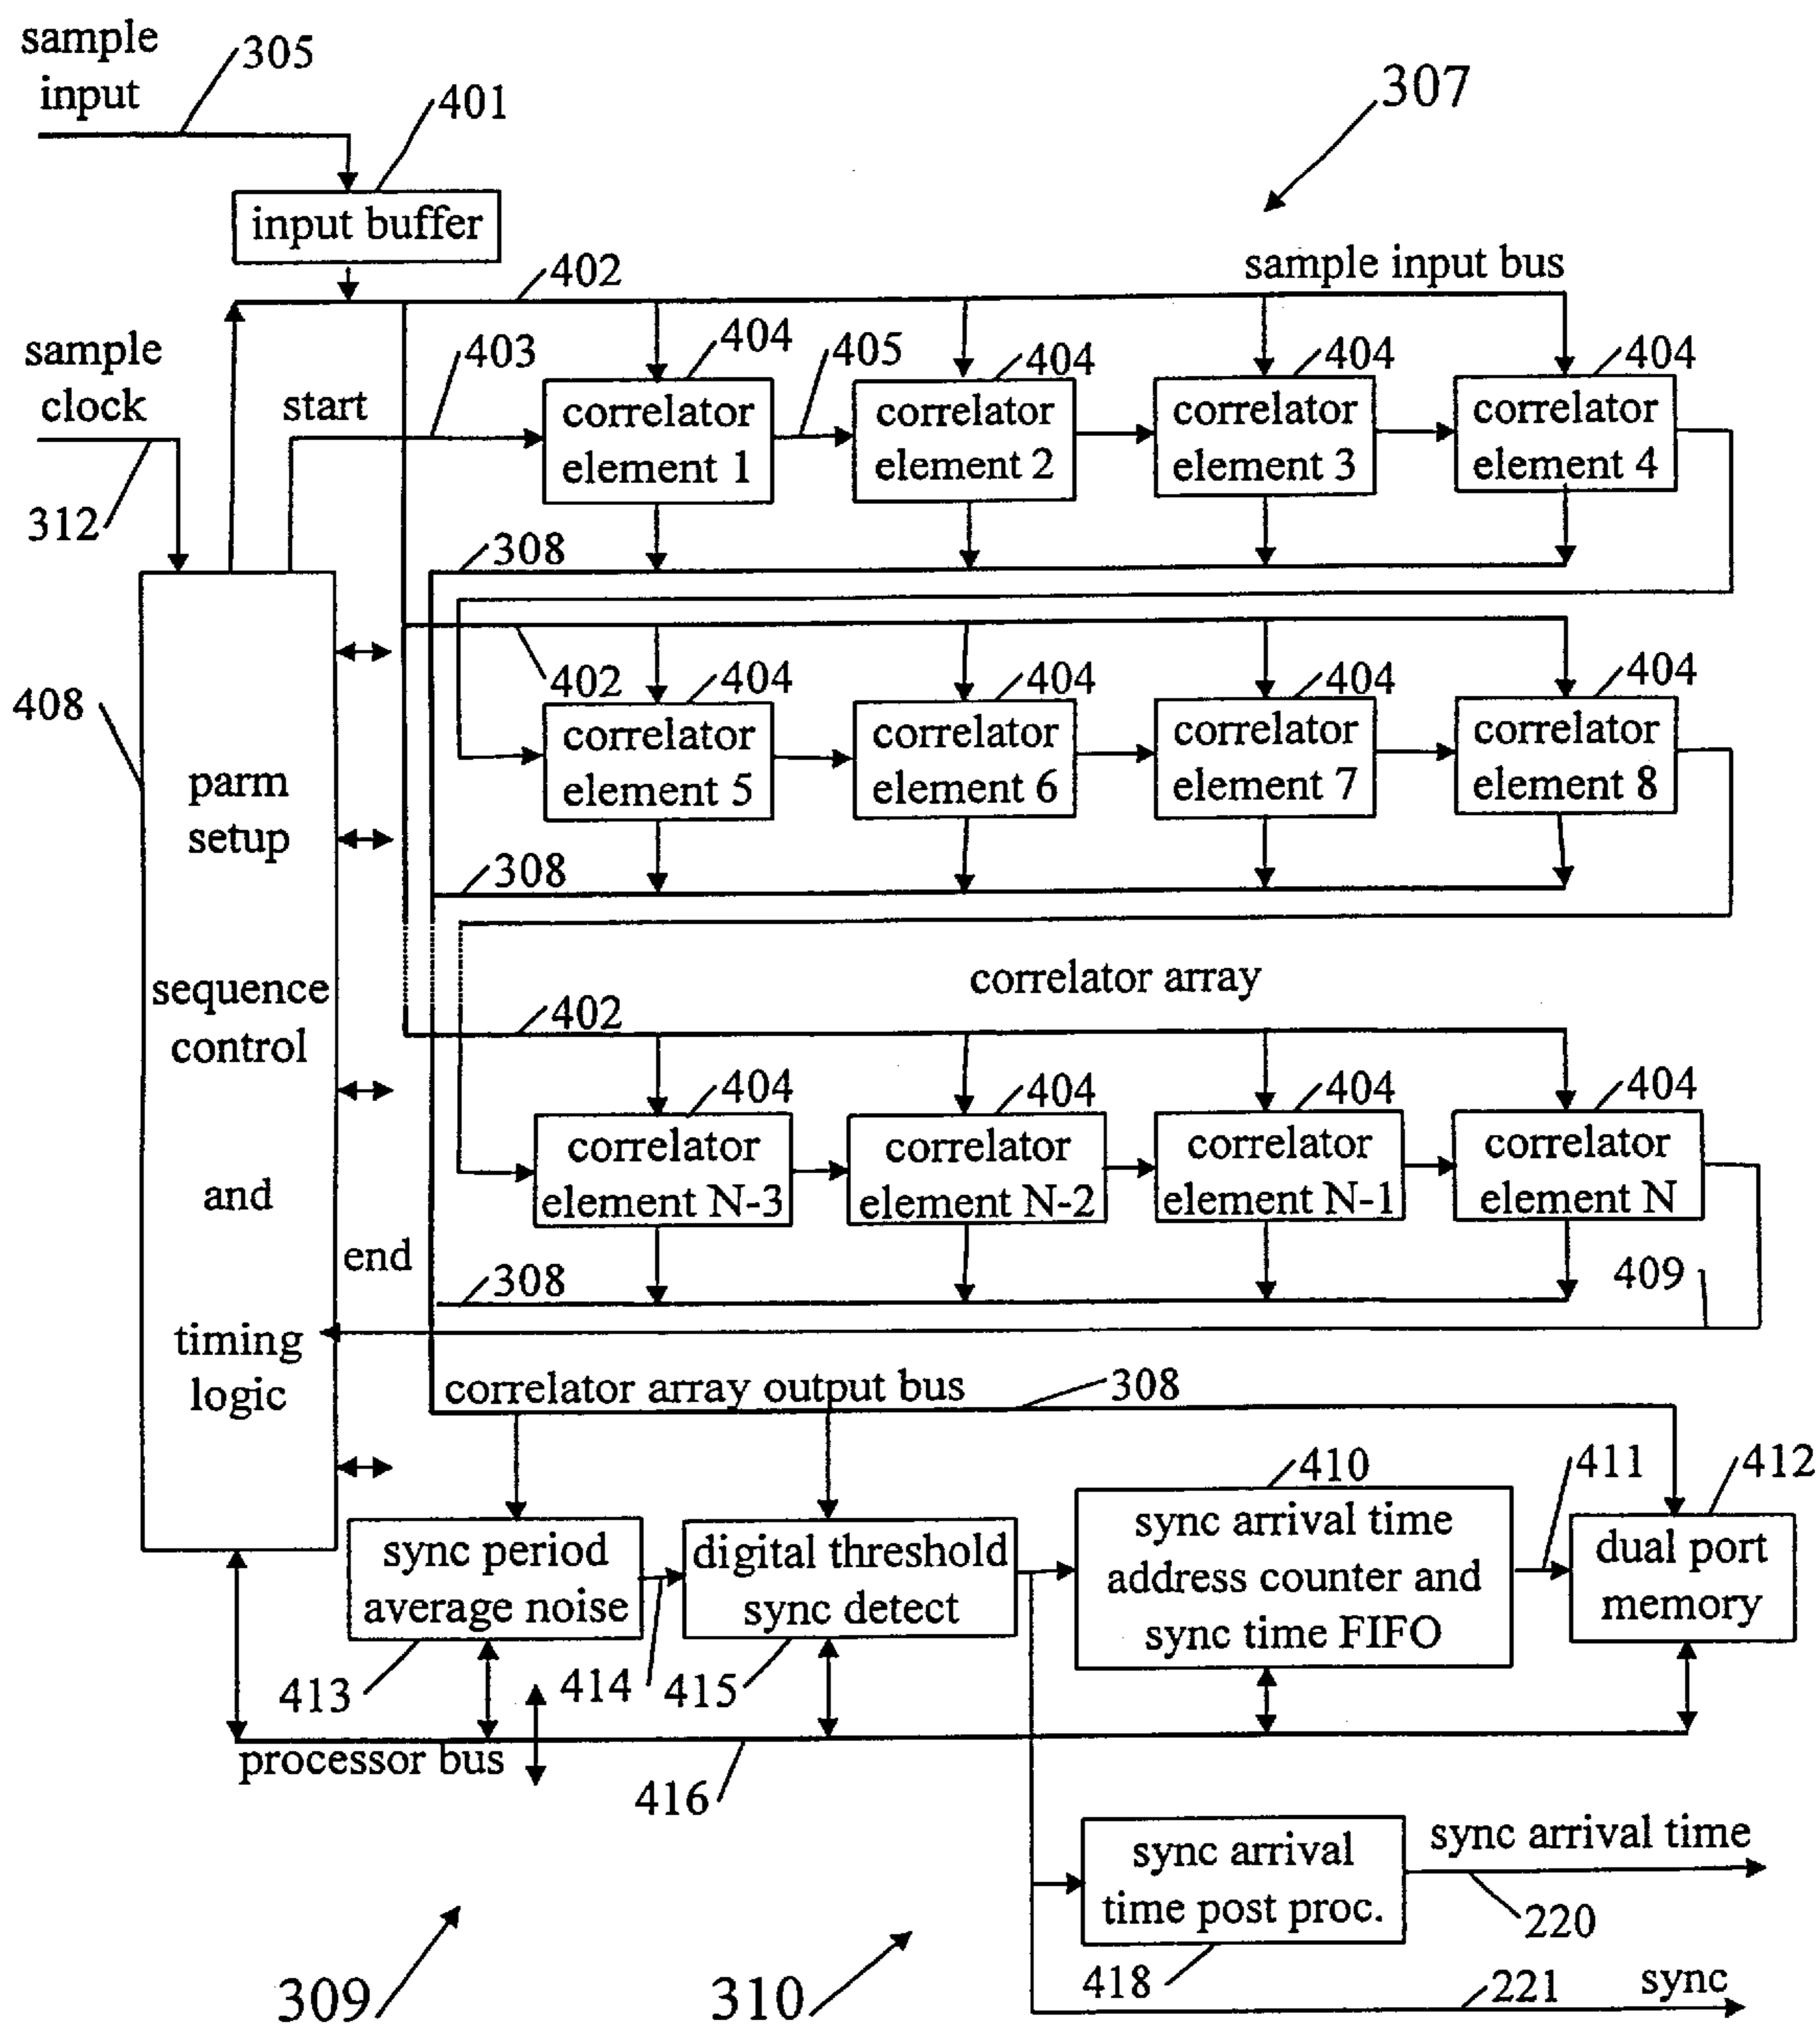 sample
input
305
401
307
input buffer
402
sample input bus
sample
clock
start
403
404
405
404
404
404
correlator
element 1
correlator
element 2
correlator
element 3
correlator
element 4
312
308
402
404
404
404
404
408
correlator
element 5
correlator
element 6
correlator
element 7
correlator
element 8
parm
setup
sequence
control
and
timing
logic
308
correlator array
402
404
404
404
404
correlator
element N-3
correlator
element N-2
correlator
element N-1
correlator
element N
end
308
409
correlator array output bus
308
410
411
412
sync period
average noise
digital threshold
sync detect
sync arrival time
address counter and
sync time FIFO
dual port
memory
413
414
415
processor bus
416
sync arrival
time post proc.
sync arrival time
220
418
221
sync
309
310